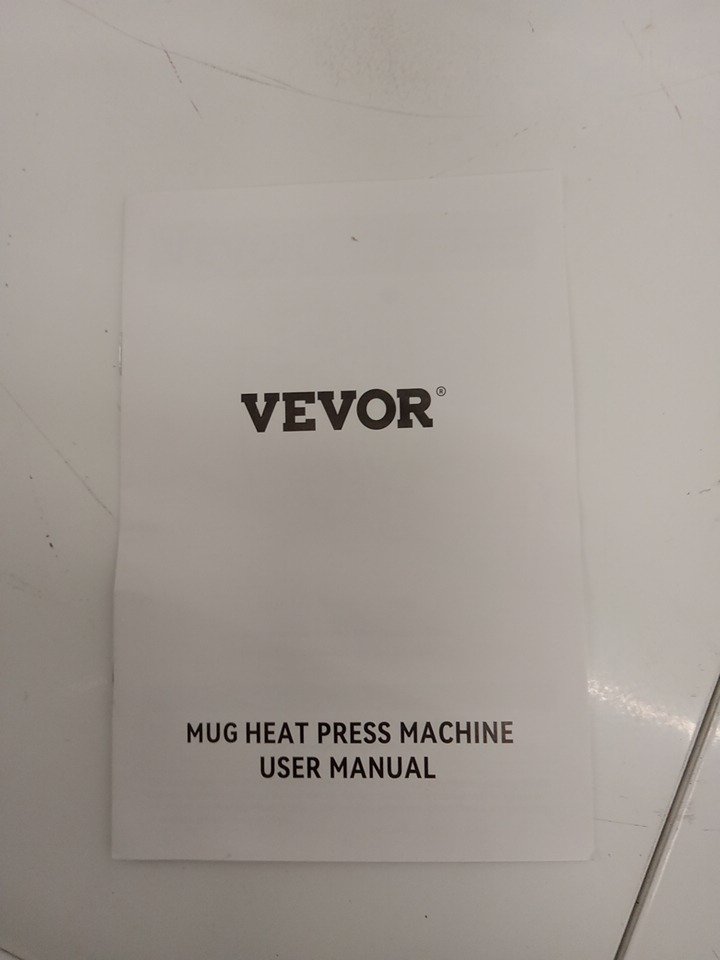 VEVOR®
MUG HEAT PRESS MACHINE
USER MANUAL